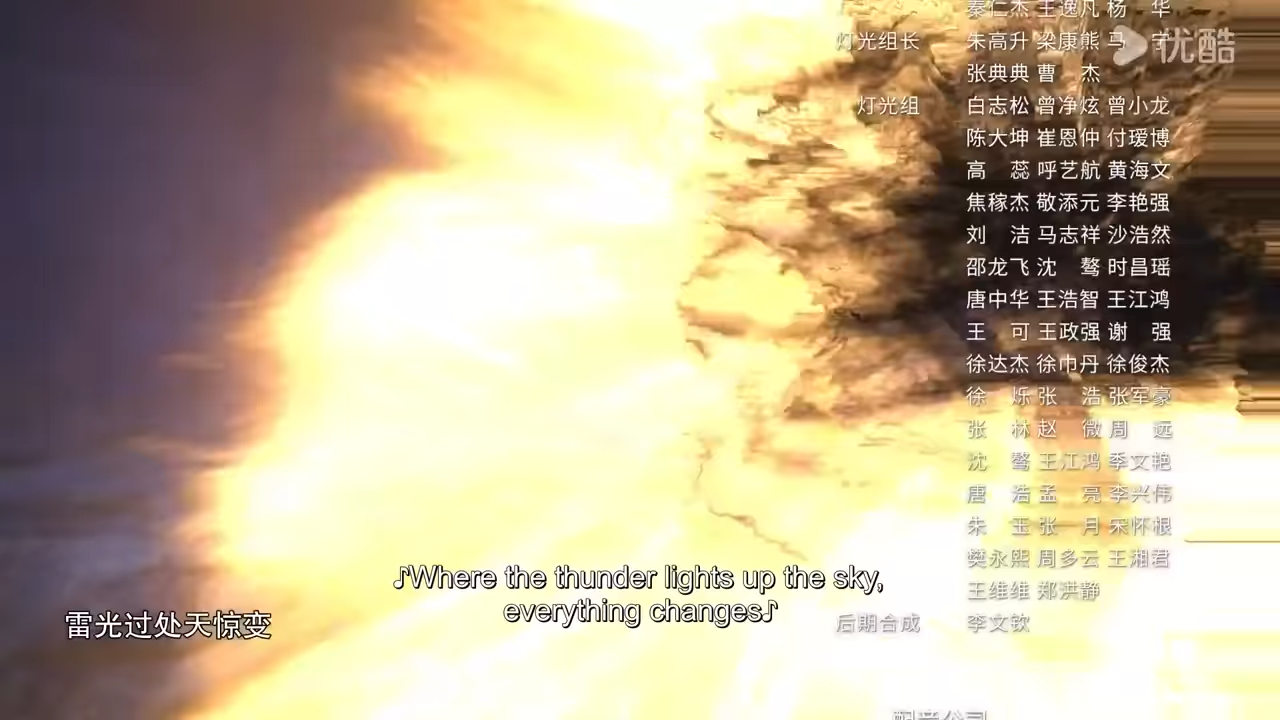 秦仁杰 王逸凡 杨 华
灯光组长 朱高升 梁康熊 马 宇
优酷
张典典 曹 杰
灯光组 白志松 曾净炫 曾小龙
陈大坤 崔恩仲 付瑷博
高 蕊 呼艺航 黄海文
焦稼杰 敬添元 李艳强
刘 洁 马志祥 沙浩然
邵龙飞 沈 骜 时昌瑶
唐中华 王浩智 王江鸿
王 可 王政强 谢 强
徐达杰 徐巾丹 徐俊杰
徐 烁 张 浩 张军豪
张 林 赵 微 周 远
沈 骜 王江鸿 季文艳
唐 浩 孟 亮 李兴伟
朱 玉 张 月 宋怀根
樊永熙 周多云 王湘君
♪Where the thunder lights up the sky,
王维维 郑洪静
everything changes♪
雷光过处天惊变
后期合成 李文钦
配音公司